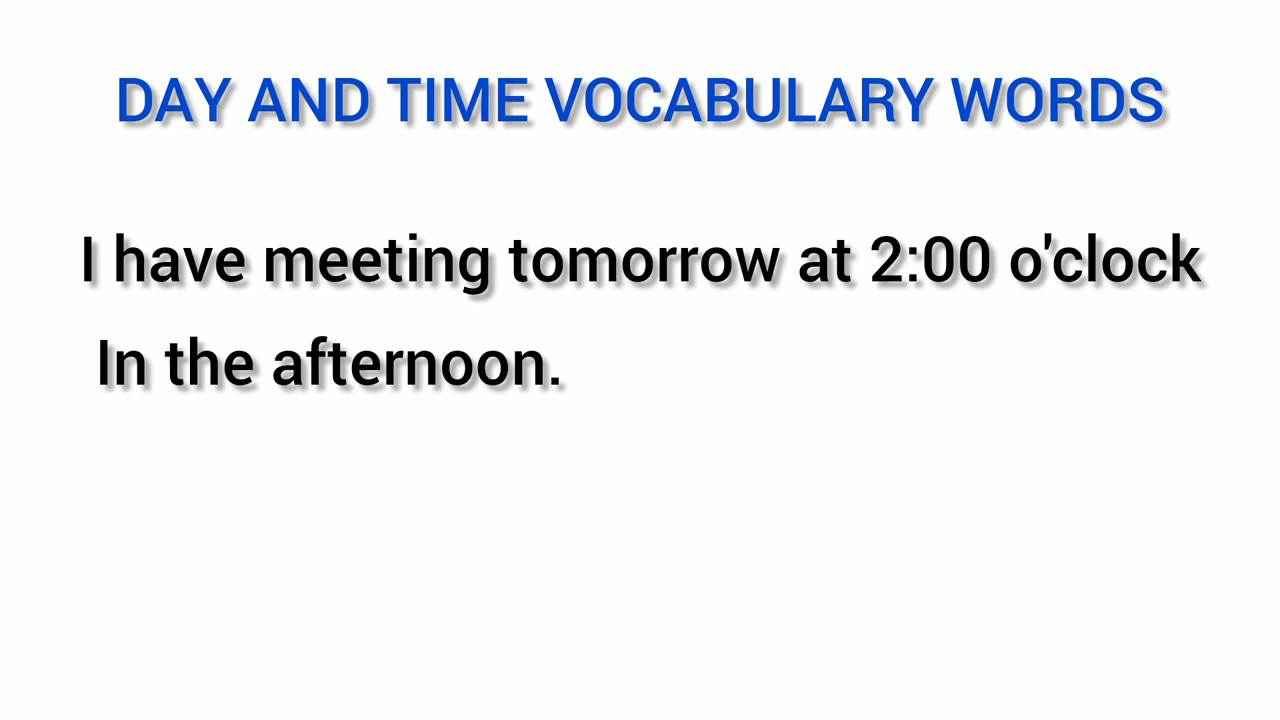 DAY AND TIME VOCABULARY WORDS
I have meeting tomorrow at 2:00 o'clock
In the afternoon.